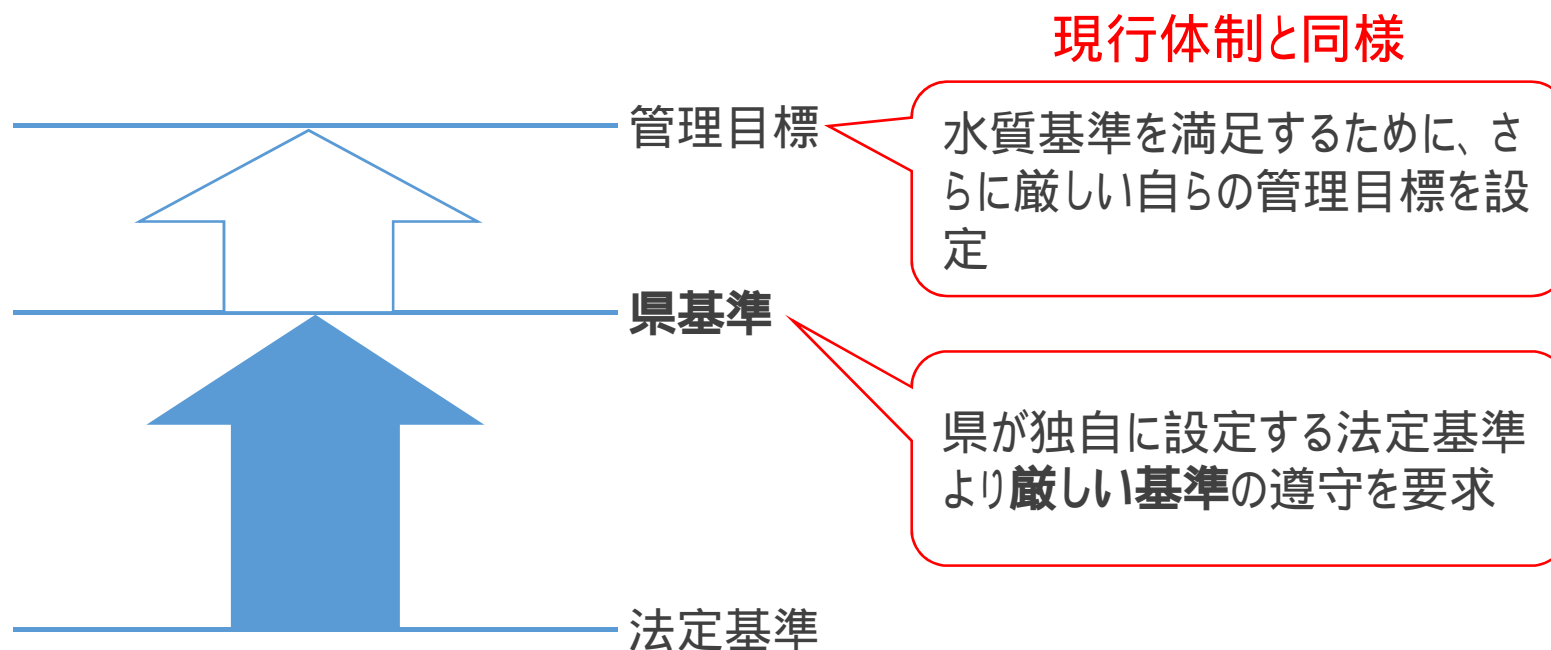 現行体制と同様
管理目標
水質基準を満足するために、さ
らに厳しい自らの管理目標を設
定
県基準
県が独自に設定する法定基準
より厳しい基準の遵守を要求
法定基準